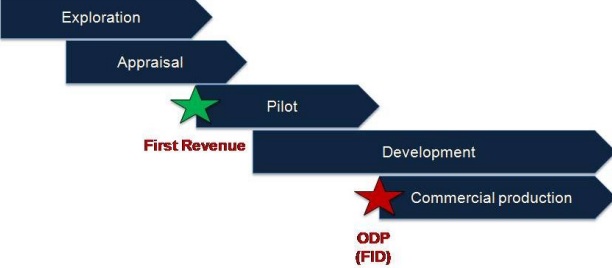 Exploration
Appraisal
Pilot
First Revenue
Development
Commercial production
ODP
(FID)